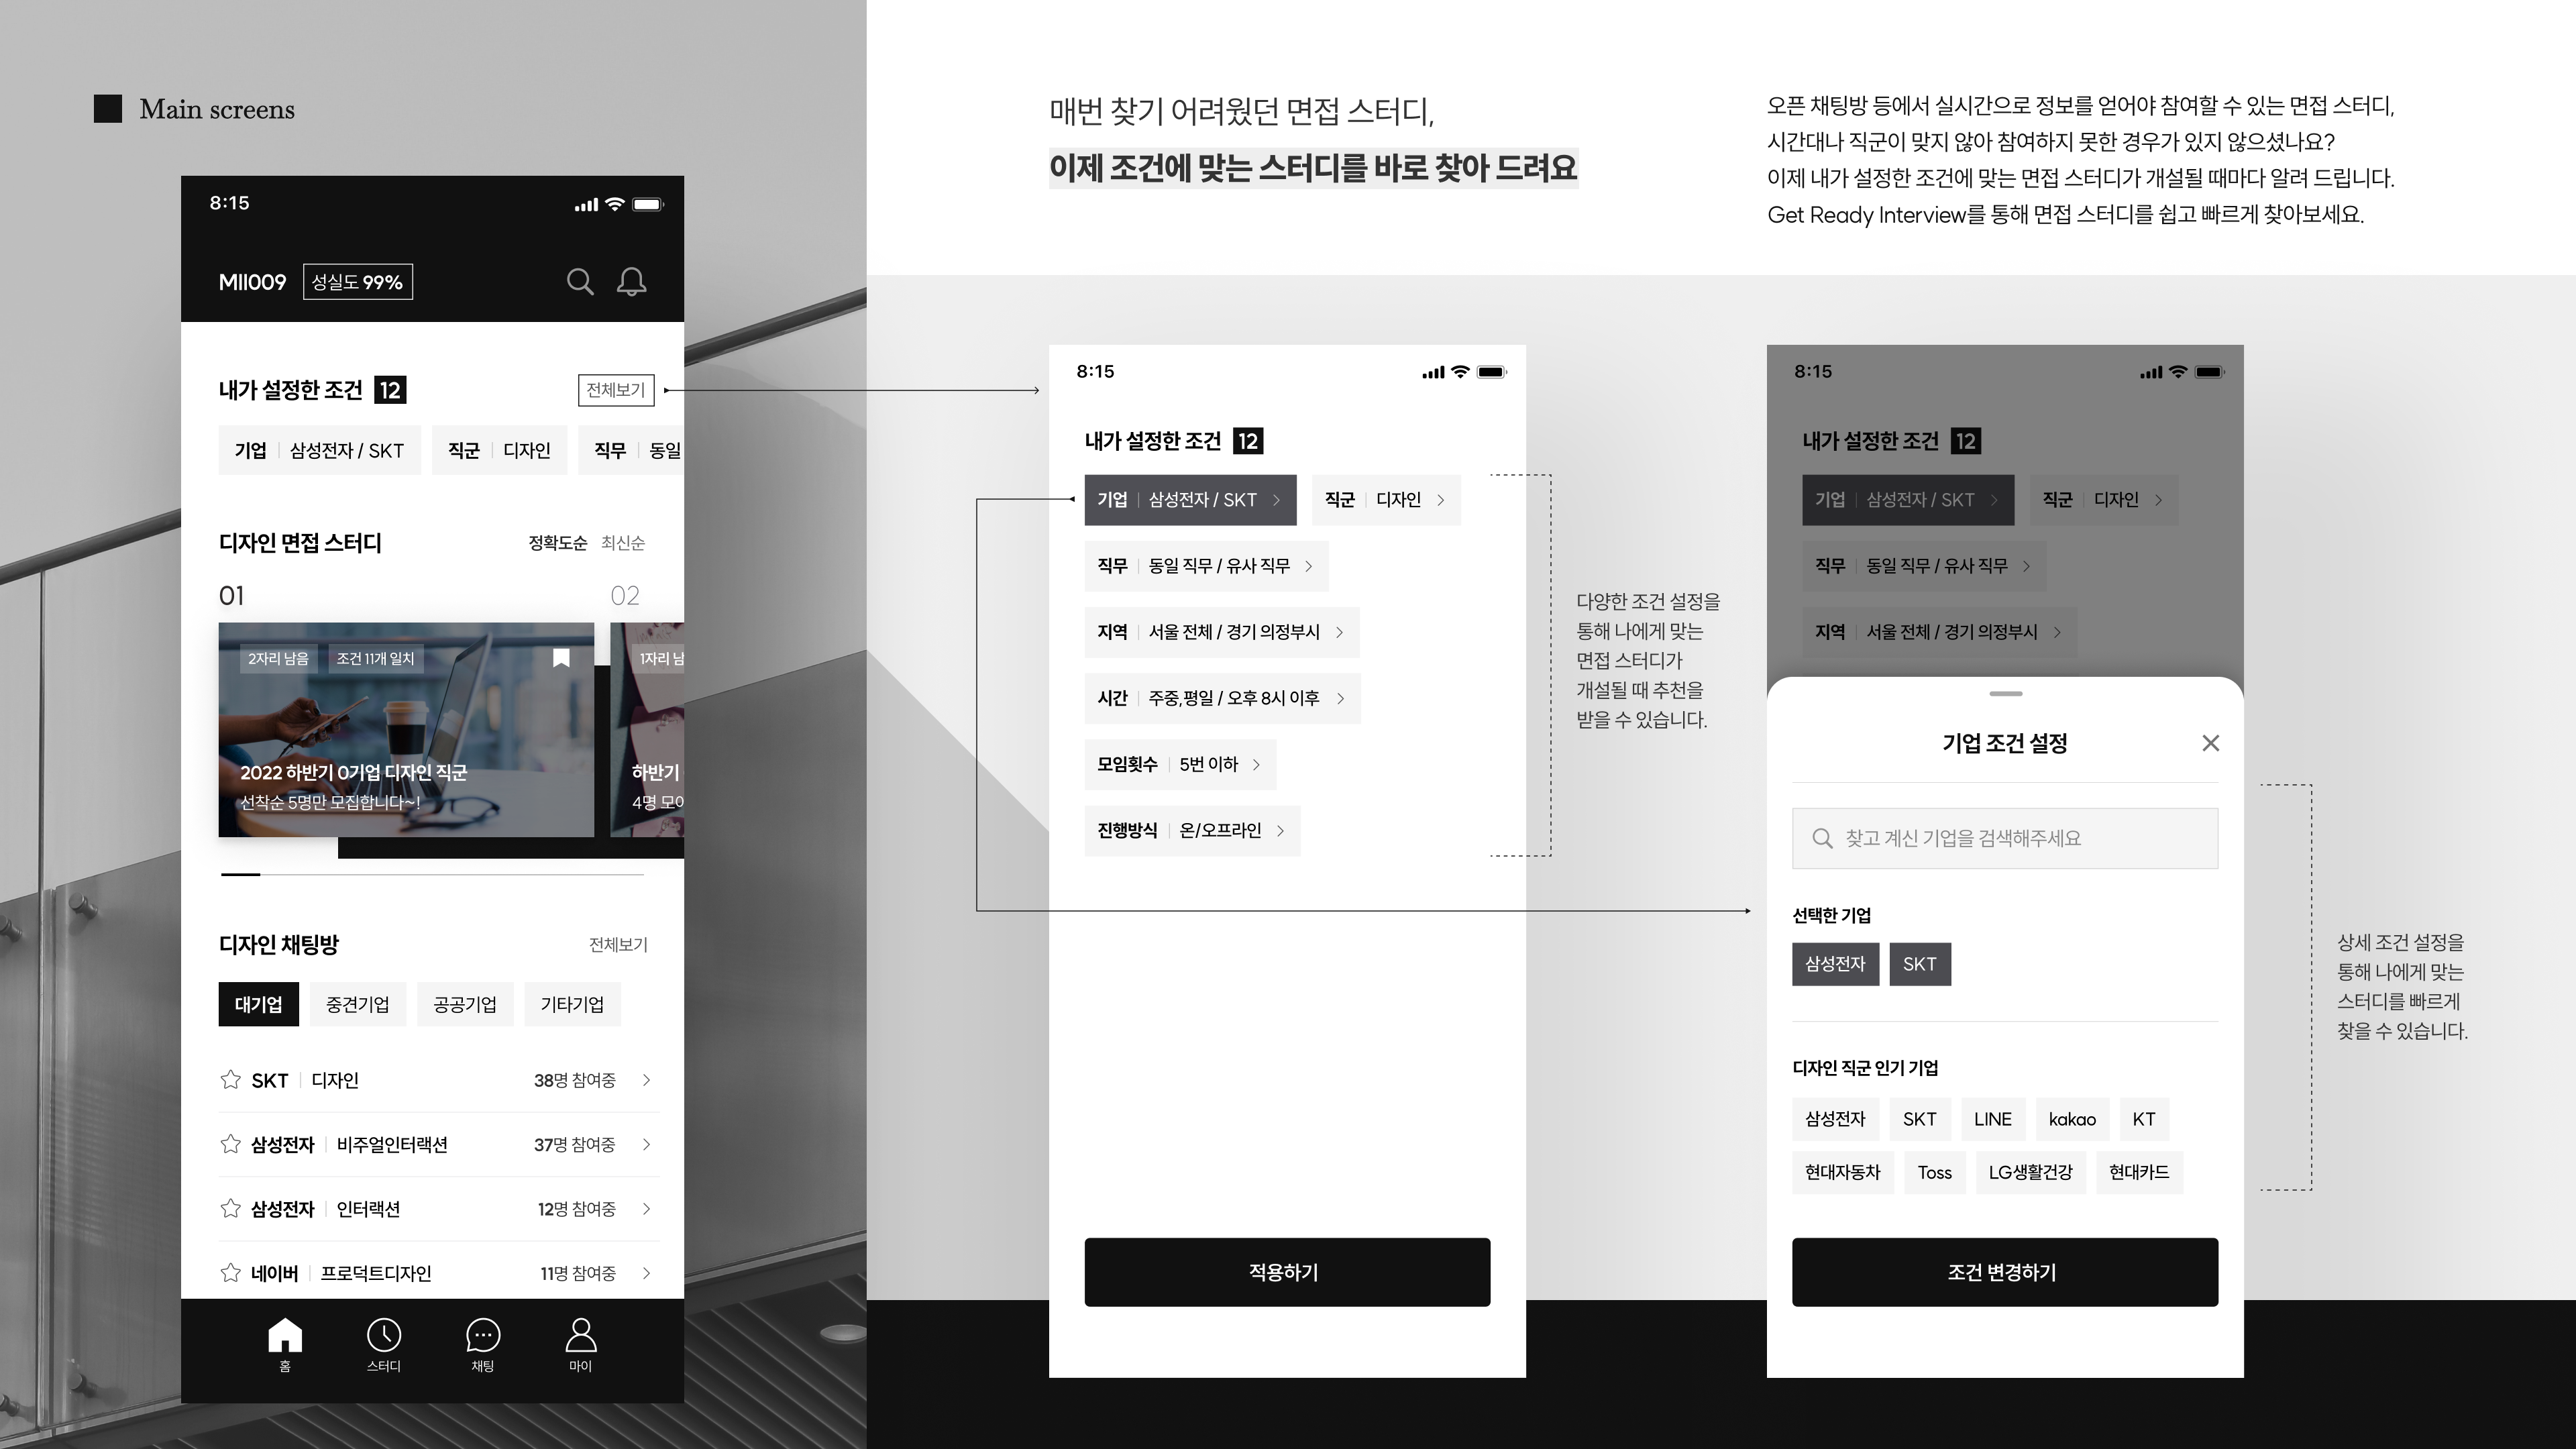 Main screens
8:15
MII009 성실도 99%
내가 설정한 조건 12 전체보기
기업 삼성전자 / SKT 직군 디자인 직무 동일
디자인 면접 스터디 정확도순 최신순
01 02
2자리 남음 조건 11개 일치 1자리
2022 하반기 0기업 디자인 직군 하반기
선착순 5명만 모집합니다~! 4명
디자인 채팅방 전체보기
대기업 중견기업 공공기업 기타기업
SKT 디자인 38명 참여중
삼성전자 비주얼인터랙션 37명 참여중
삼성전자 인터랙션 12명 참여중
네이버 프로덕트디자인 11명 참여중
홈 스터디 채팅 마이
매번 찾기 어려웠던 면접 스터디,
이제 조건에 맞는 스터디를 바로 찾아 드려요
오픈 채팅방 등에서 실시간으로 정보를 얻어야 참여할 수 있는 면접 스터디,
시간대나 직군이 맞지 않아 참여하지 못한 경우가 있지 않으셨나요?
이제 내가 설정한 조건에 맞는 면접 스터디가 개설될 때마다 알려 드립니다.
Get Ready Interview를 통해 면접 스터디를 쉽고 빠르게 찾아보세요.
8:15
내가 설정한 조건 12
기업 삼성전자 / SKT 직군 디자인
직무 동일 직무 / 유사 직무
지역 서울 전체 / 경기 의정부시
시간 주중,평일 / 오후 8시 이후
모임횟수 5번 이하
진행방식 온/오프라인
적용하기
다양한 조건 설정을
통해 나에게 맞는
면접 스터디가
개설될 때 추천을
받을 수 있습니다.
8:15
내가 설정한 조건 12
기업 삼성전자 / SKT 직군 디자인
직무 동일 직무 / 유사 직무
지역 서울 전체 / 경기 의정부시
기업 조건 설정
찾고 계신 기업을 검색해주세요
선택한 기업
삼성전자 SKT
디자인 직군 인기 기업
삼성전자 SKT LINE kakao KT
현대자동차 Toss LG생활건강 현대카드
조건 변경하기
상세 조건 설정을
통해 나에게 맞는
스터디를 빠르게
찾을 수 있습니다.